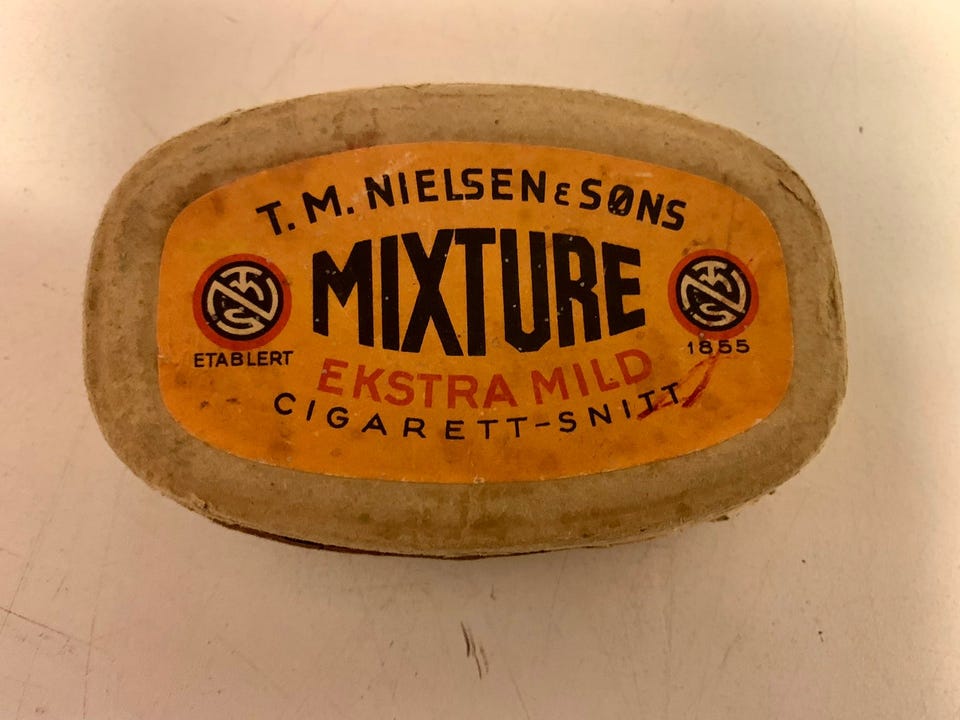 T. M. NIELSEN & SØNS
MIXTURE
ETABLERT
1855
EKSTRA MILD
CIGARETT-SNITT